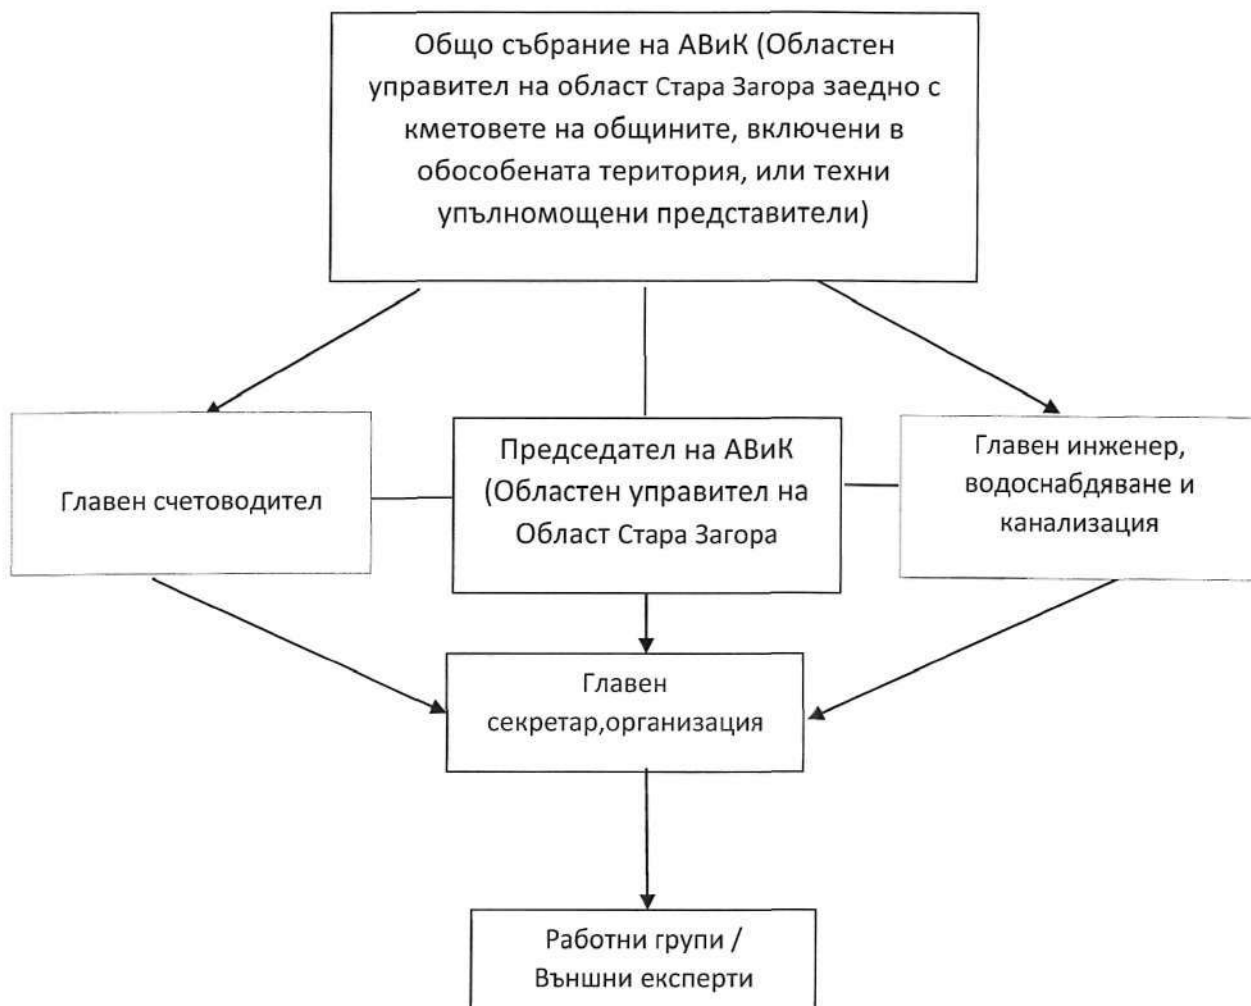 Общо събрание на АВиК (Областен
управител на област Стара Загора заедно с
кметовете на общините, включени в
обособената територия, или техни
упълномощени представители)
Главен счетоводител
Председател на АВиК
(Областен управител на
Област Стара Загора
Главен инженер,
водоснабдяване и
канализация
Главен
секретар,организация
Работни групи /
Външни експерти